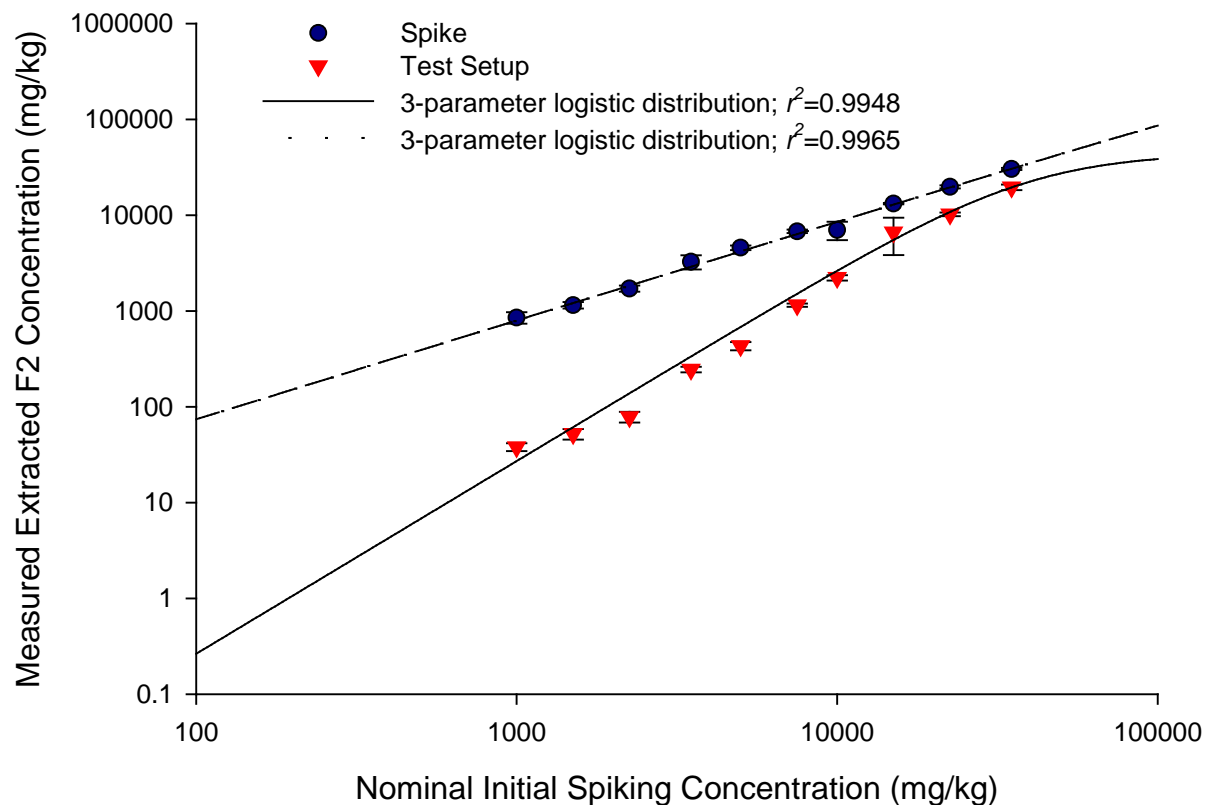 Measured Extracted F2 Concentration (mg/kg)
1000000
100000
10000
1000
100
10
1
0.1
Spike
Test Setup
3-parameter logistic distribution; r²=0.9948
3-parameter logistic distribution; r²=0.9965
100
1000
10000
100000
Nominal Initial Spiking Concentration (mg/kg)